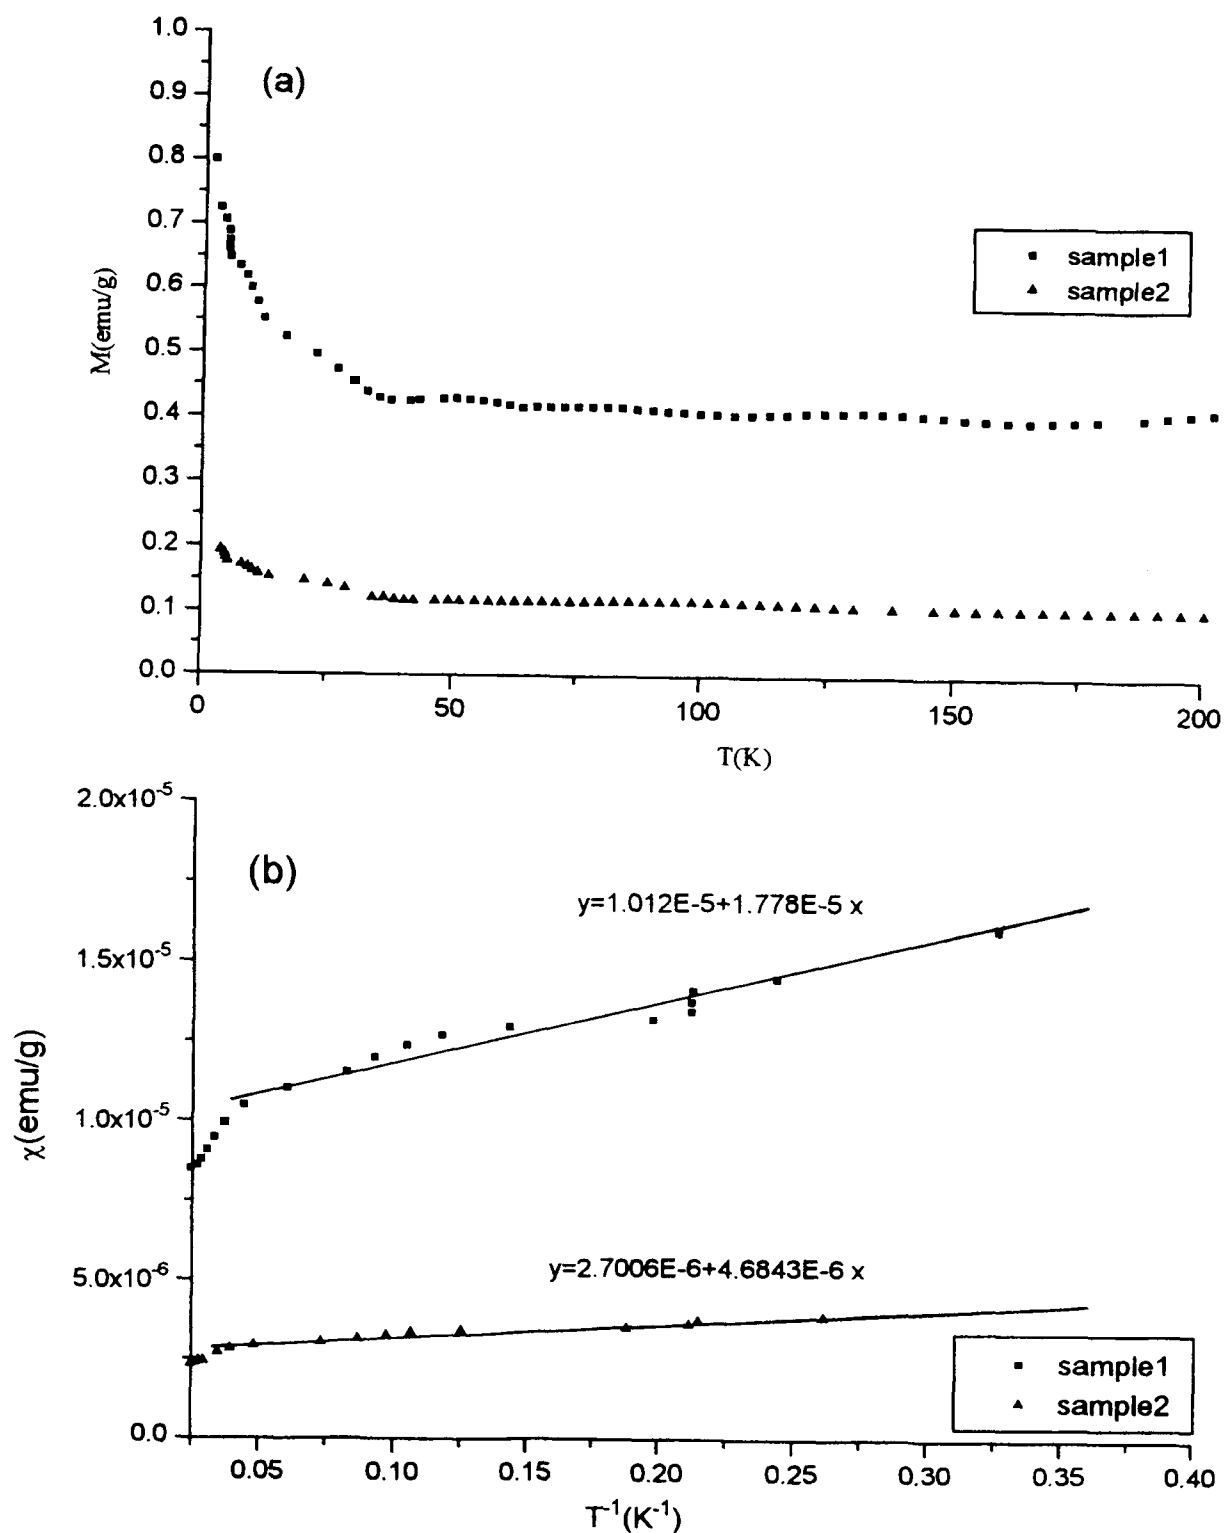 (a)
1.0
0.9
0.8
0.7
0.6
0.5
0.4
0.3
0.2
0.1
0.0
M(emu/g)
sample1
sample2
0 50 100 150 200
T(K)
(b)
2.0x10⁻⁵
1.5x10⁻⁵
1.0x10⁻⁵
5.0x10⁻⁶
0.0
χ(emu/g)
y=1.012E-5+1.778E-5 x
y=2.7006E-6+4.6843E-6 x
sample1
sample2
0.05 0.10 0.15 0.20 0.25 0.30 0.35 0.40
T⁻¹(K⁻¹)